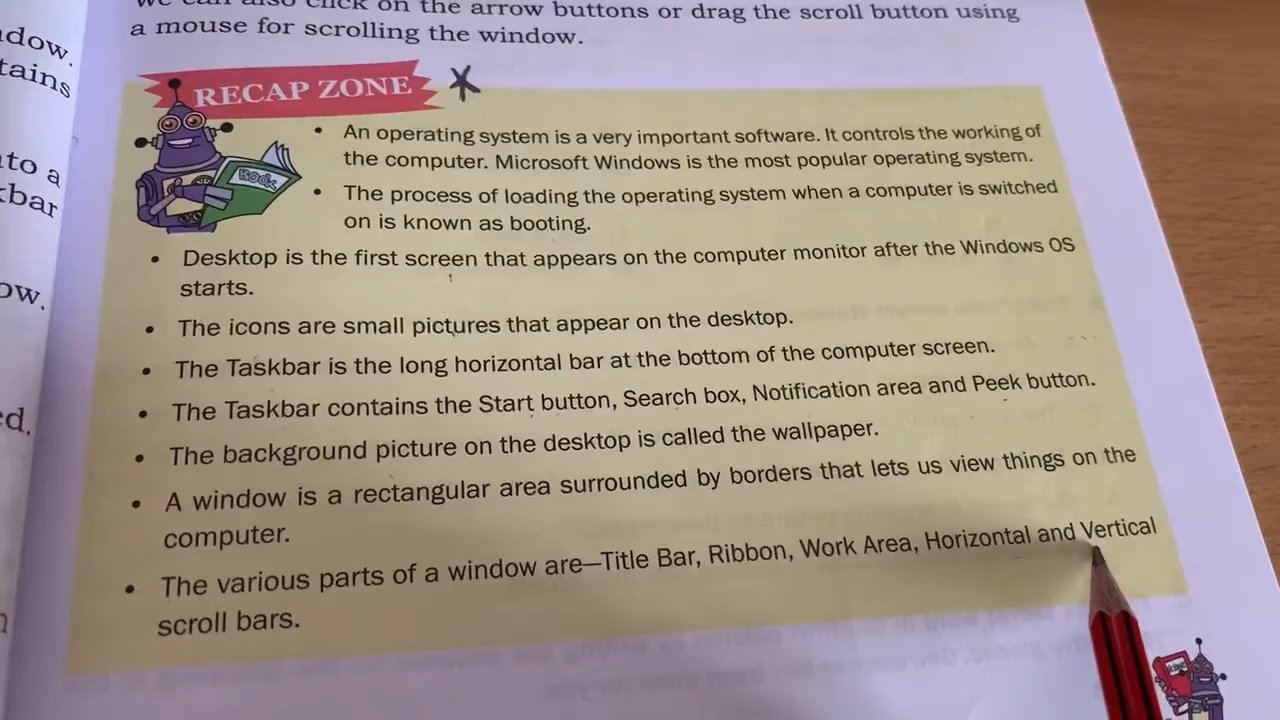 we can also click on the arrow buttons or drag the scroll button using
a mouse for scrolling the window.
RECAP ZONE
• An operating system is a very important software. It controls the working of
the computer. Microsoft Windows is the most popular operating system.
• The process of loading the operating system when a computer is switched
on is known as booting.
• Desktop is the first screen that appears on the computer monitor after the Windows OS
starts.
• The icons are small pictures that appear on the desktop.
• The Taskbar is the long horizontal bar at the bottom of the computer screen.
• The Taskbar contains the Start button, Search box, Notification area and Peek button.
• The background picture on the desktop is called the wallpaper.
• A window is a rectangular area surrounded by borders that lets us view things on the
computer.
• The various parts of a window are—Title Bar, Ribbon, Work Area, Horizontal and Vertical
scroll bars.
Book